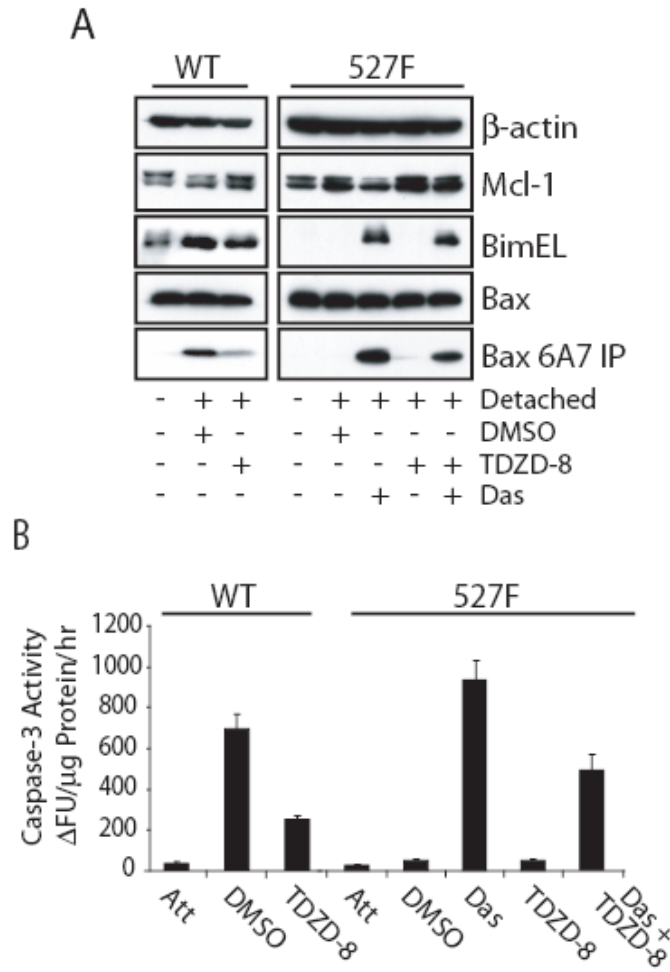 A
WT 527F
β-actin
Mcl-1
BimEL
Bax
Bax 6A7 IP
- + + - + + + + Detached
- + - - + - - - DMSO
- - + - - - + + TDZD-8
- - - - - + - + Das
B
WT 527F
Caspase-3 Activity
ΔFU/μg Protein/hr
1200
1000
800
600
400
200
0
Att DMSO TDZD-8 Att DMSO Das TDZD-8 Das +
TDZD-8